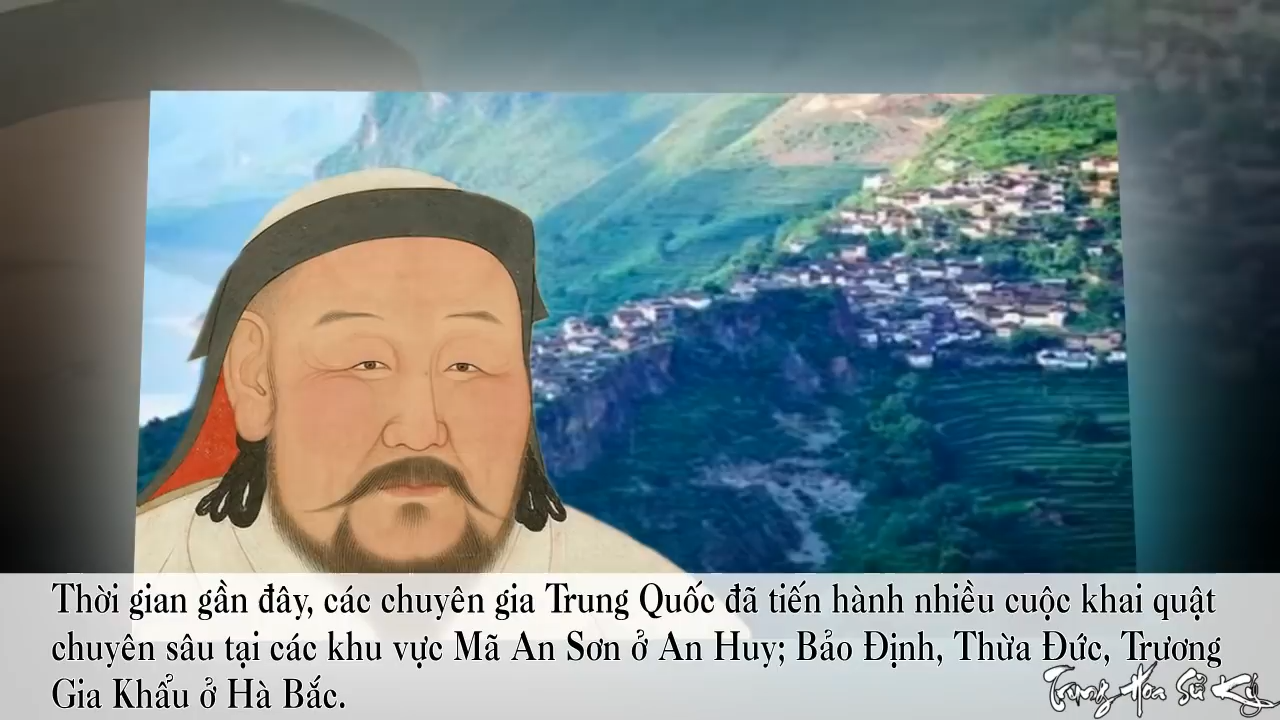 Thời gian gần đây, các chuyên gia Trung Quốc đã tiến hành nhiều cuộc khai quật
chuyên sâu tại các khu vực Mã An Sơn ở An Huy; Bảo Định, Thừa Đức, Trương
Gia Khẩu ở Hà Bắc.
Trung Hoa Sử Ký